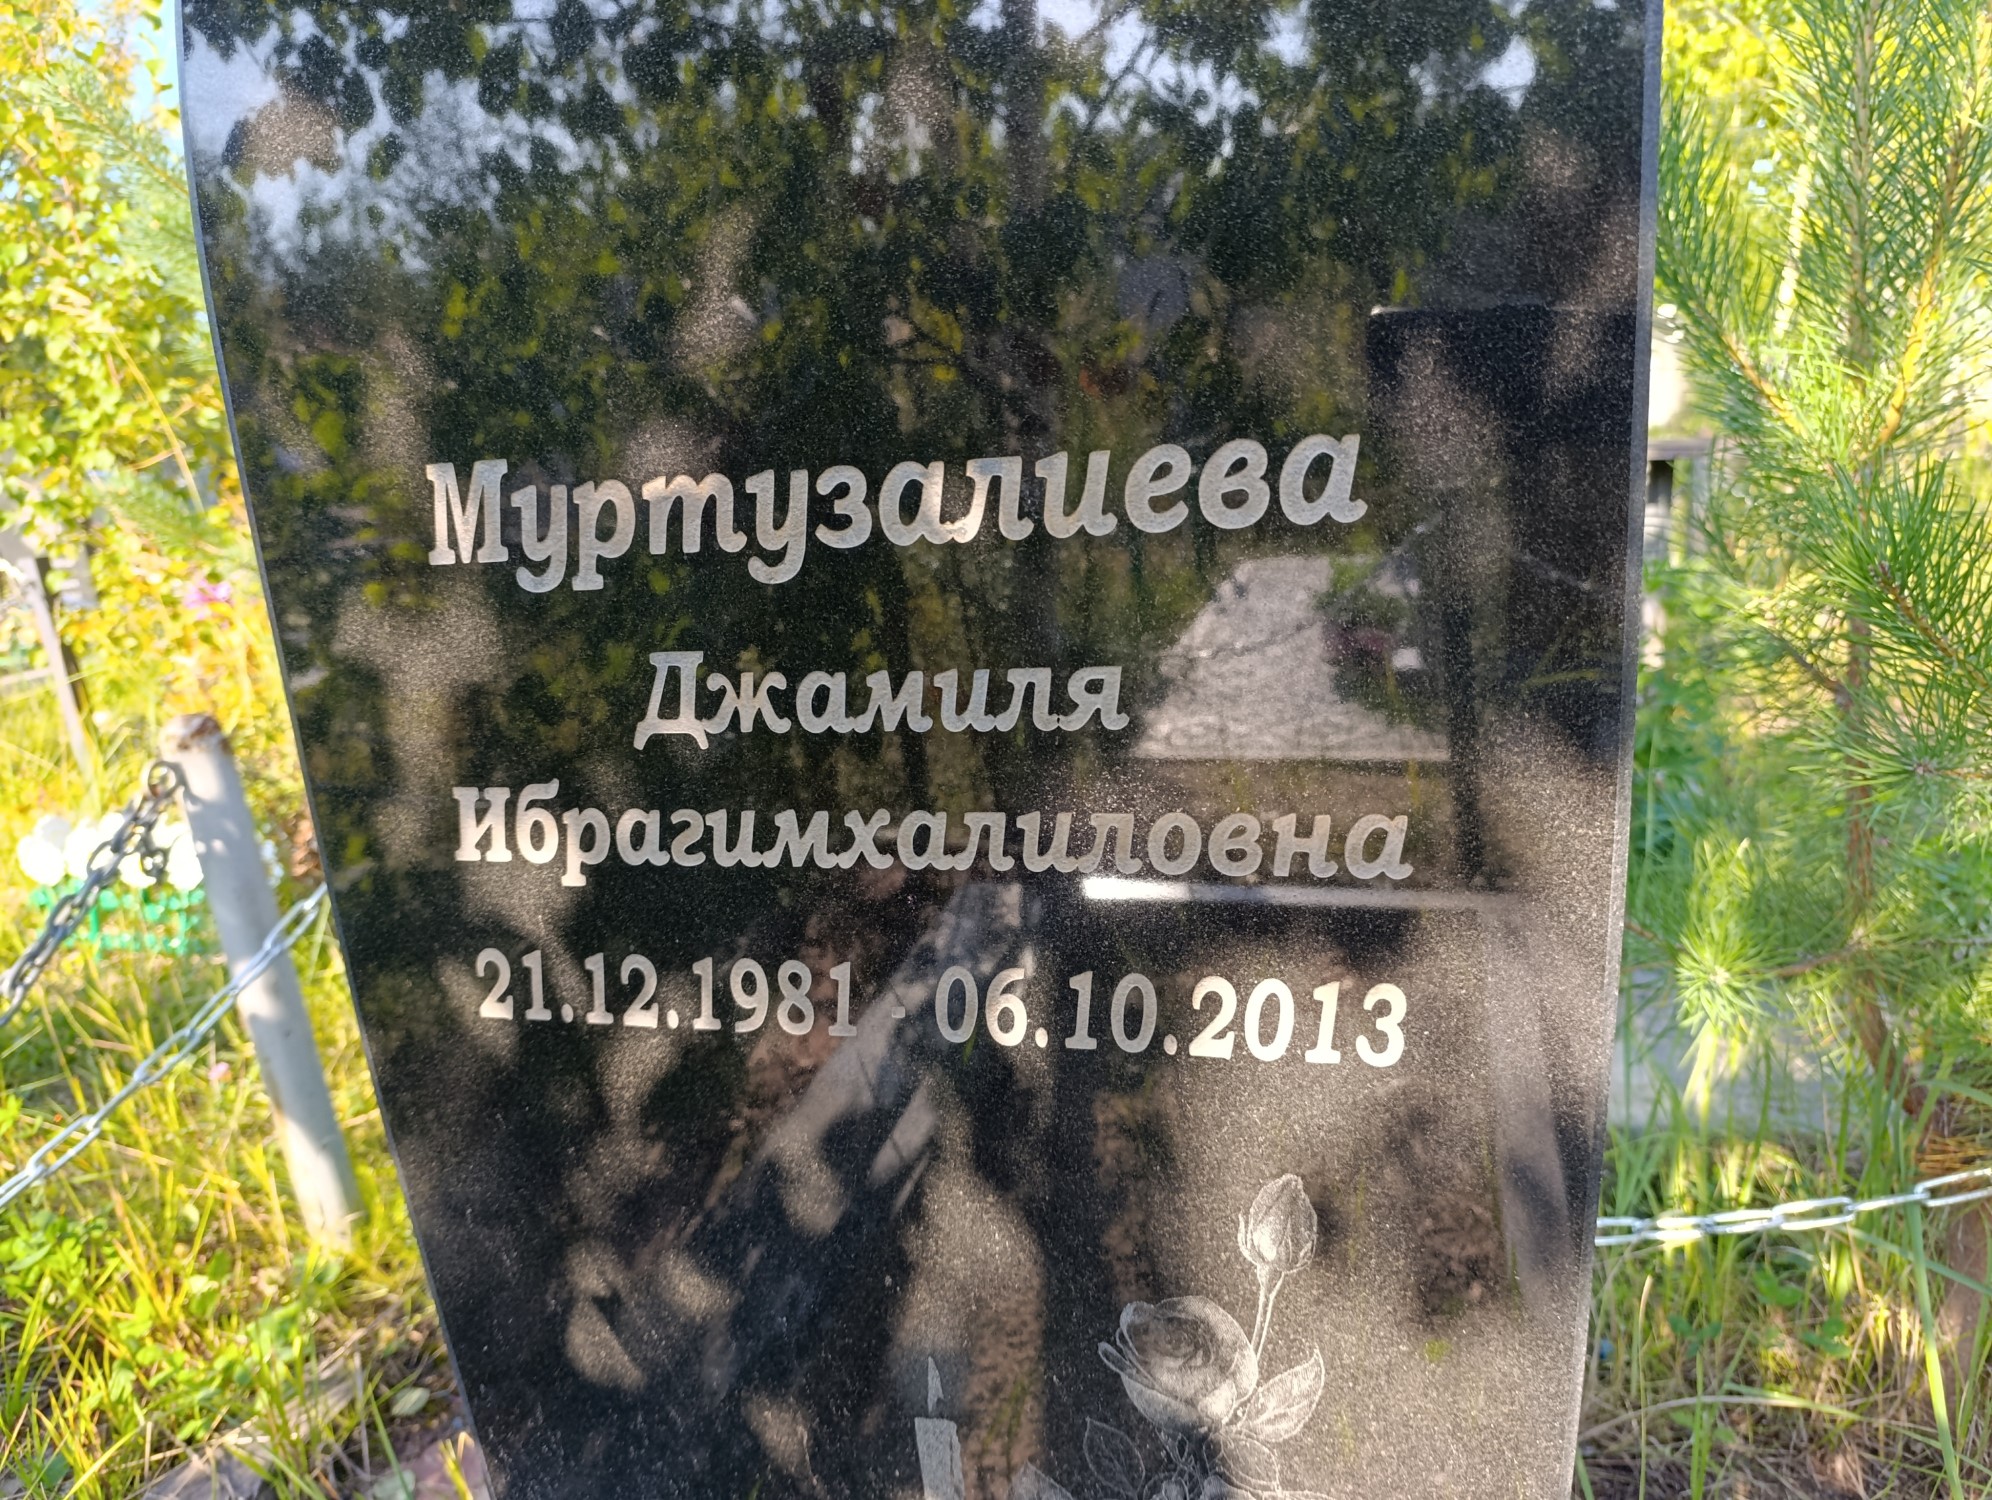 Муртузалиева
Джамиля
Ибрагимхалиловна
21.12.1981 - 06.10.2013